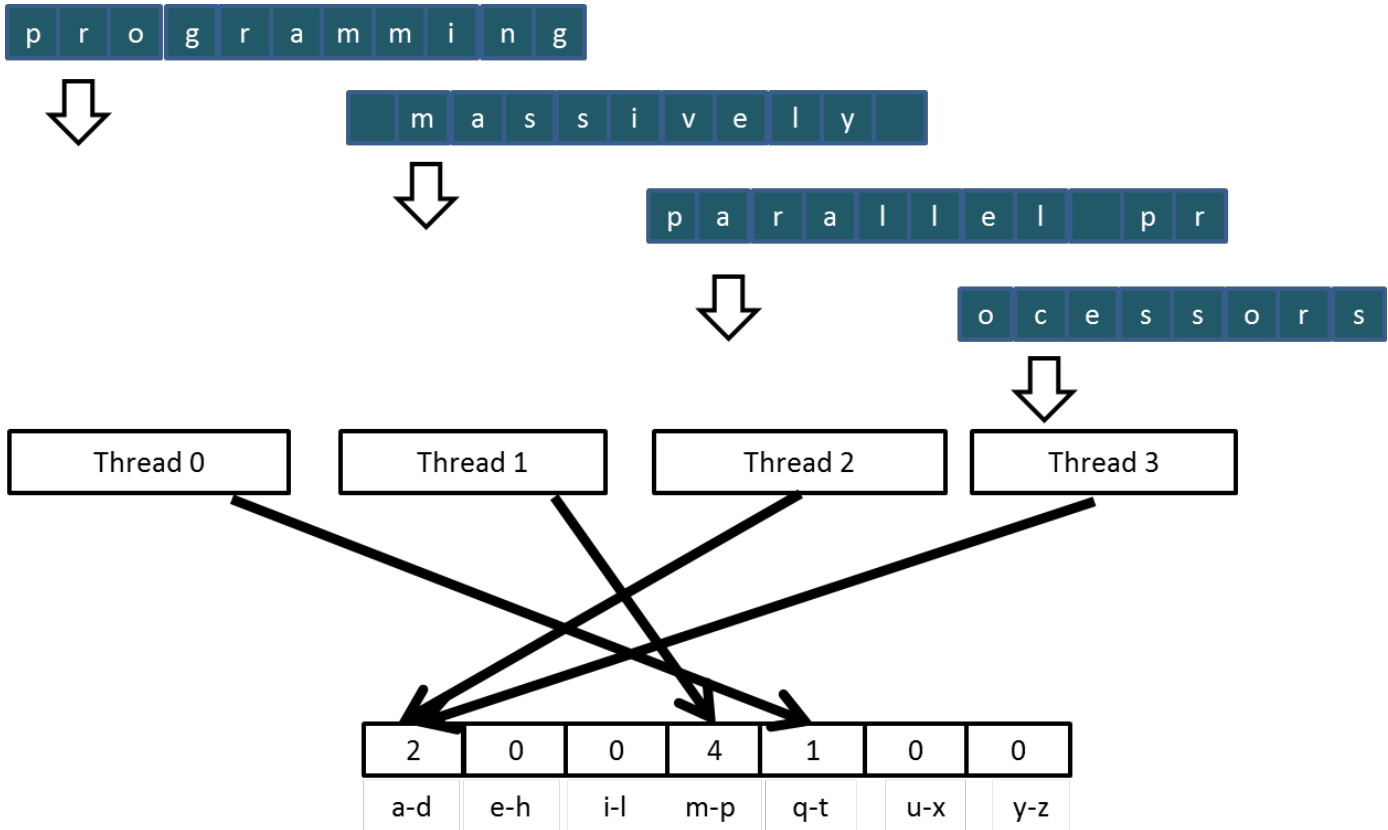 p r o g r a m m i n g
m a s s i v e l y
p a r a l l e l p r
o c e s s o r s
Thread 0 Thread 1 Thread 2 Thread 3
2 0 0 4 1 0 0
a-d e-h i-l m-p q-t u-x y-z